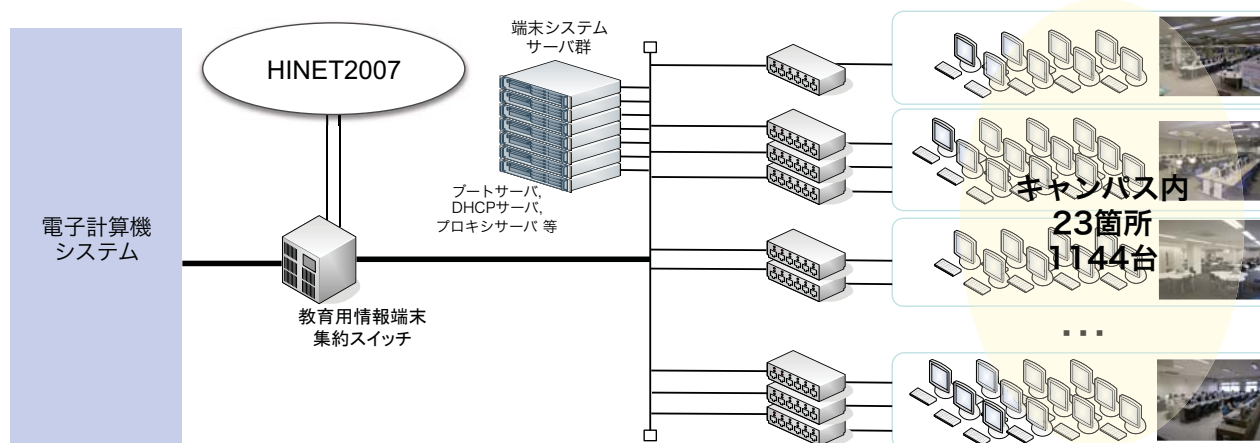 電子計算機
システム
HINET2007
教育用情報端末
集約スイッチ
端末システム
サーバ群
ブートサーバ,
DHCPサーバ,
プロキシサーバ 等
キャンパス内
23箇所
1144台
...